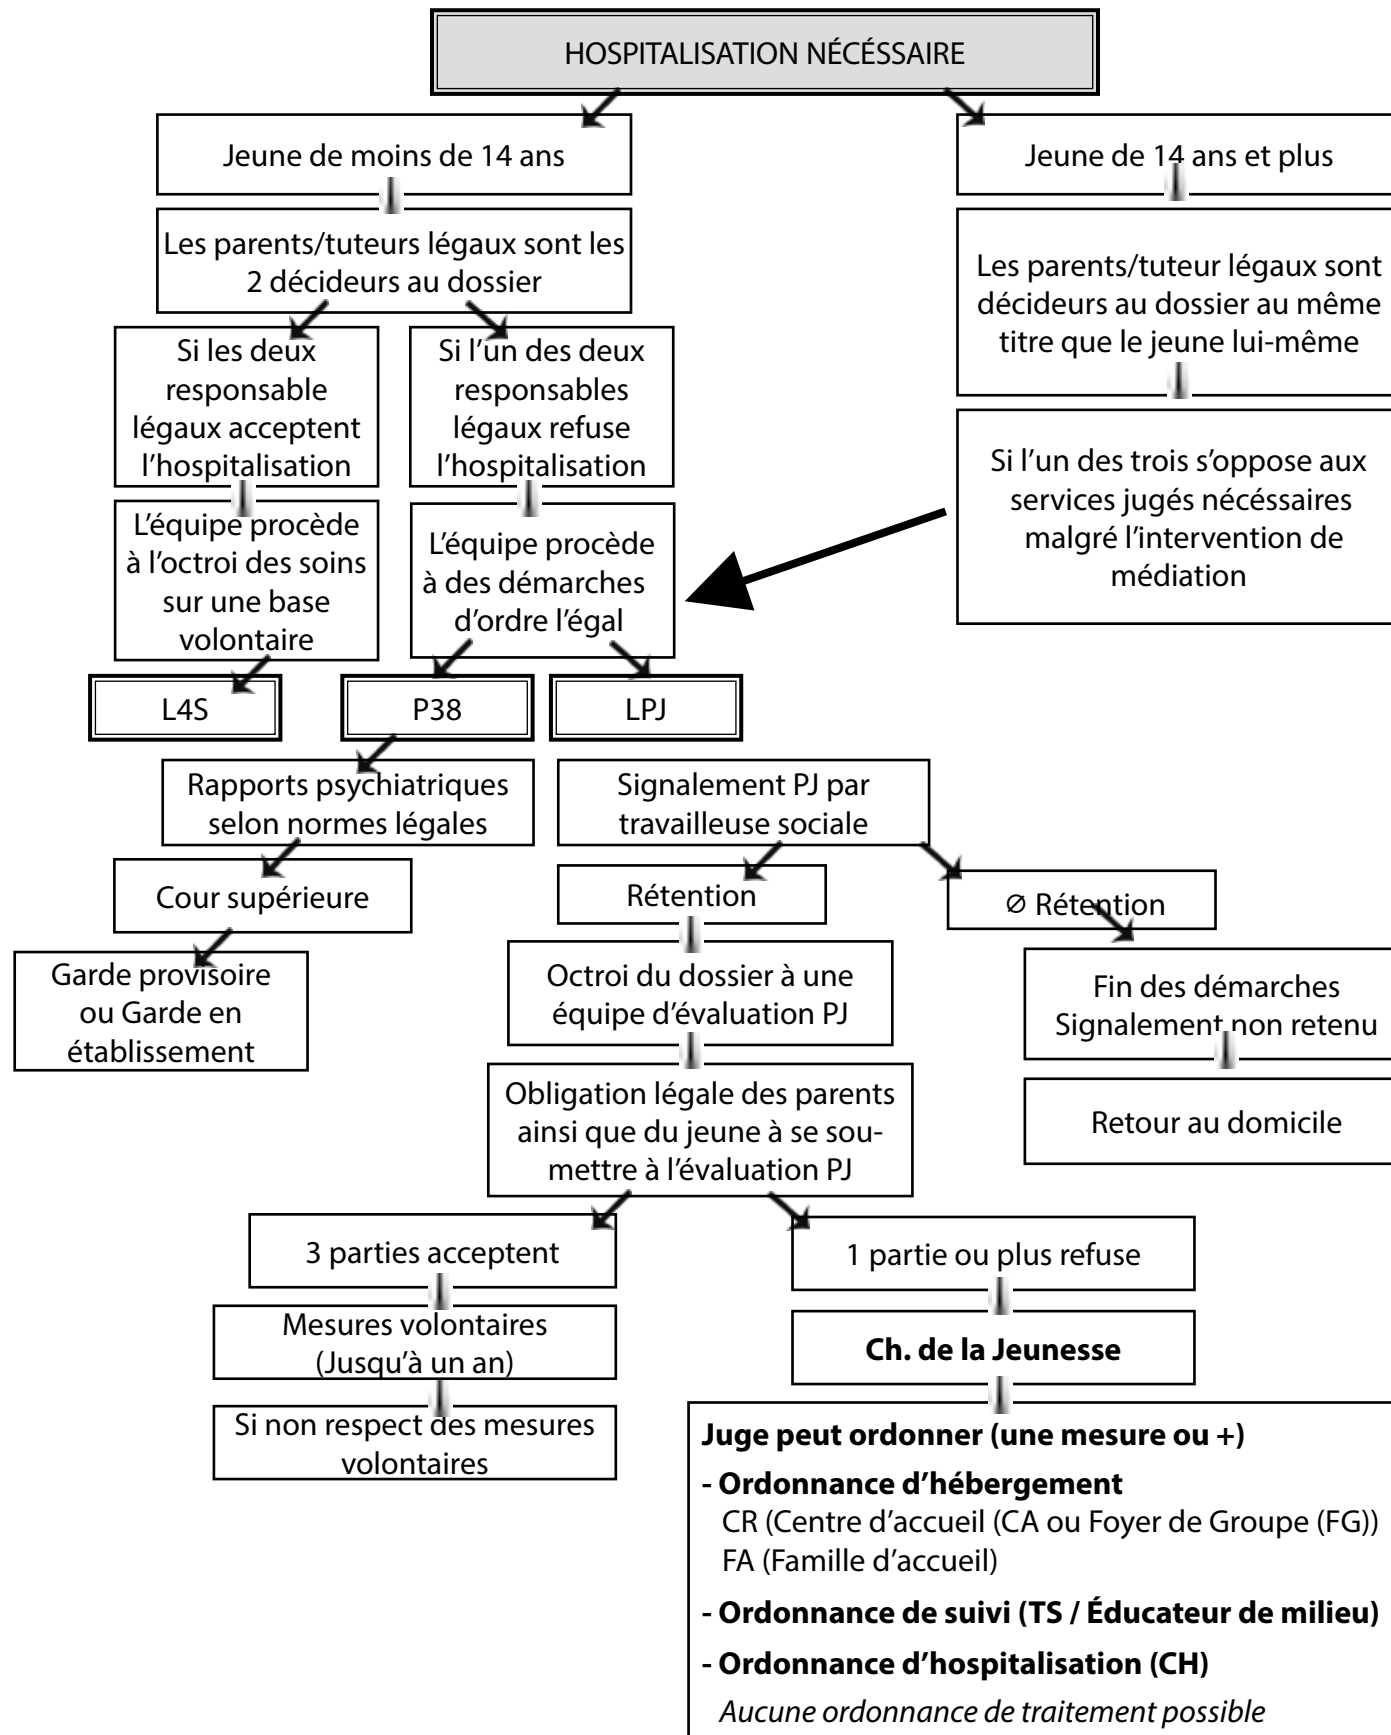 HOSPITALISATION NÉCÉSSAIRE
Jeune de moins de 14 ans
Jeune de 14 ans et plus
Les parents/tuteurs légaux sont les
2 décideurs au dossier
Les parents/tuteur légaux sont
décideurs au dossier au même
titre que le jeune lui-même
Si les deux
responsable
légaux acceptent
l'hospitalisation
Si l'un des deux
responsables
légaux refuse
l'hospitalisation
Si l'un des trois s'oppose aux
services jugés nécéssaires
malgré l'intervention de
médiation
L'équipe procède
à l'octroi des soins
sur une base
volontaire
L'équipe procède
à des démarches
d'ordre l'égal
L4S
P38
LPJ
Rapports psychiatriques
selon normes légales
Signalement PJ par
travailleuse sociale
Cour supérieure
Rétention
∅ Rétention
Garde provisoire
ou Garde en
établissement
Octroi du dossier à une
équipe d'évaluation PJ
Fin des démarches
Signalement non retenu
Obligation légale des parents
ainsi que du jeune à se sou-
mettre à l'évaluation PJ
Retour au domicile
3 parties acceptent
1 partie ou plus refuse
Mesures volontaires
(Jusqu'à un an)
Ch. de la Jeunesse
Si non respect des mesures
volontaires
Juge peut ordonner (une mesure ou +)
- Ordonnance d'hébergement
CR (Centre d'accueil (CA ou Foyer de Groupe (FG))
FA (Famille d'accueil)
- Ordonnance de suivi (TS / Éducateur de milieu)
- Ordonnance d'hospitalisation (CH)
Aucune ordonnance de traitement possible